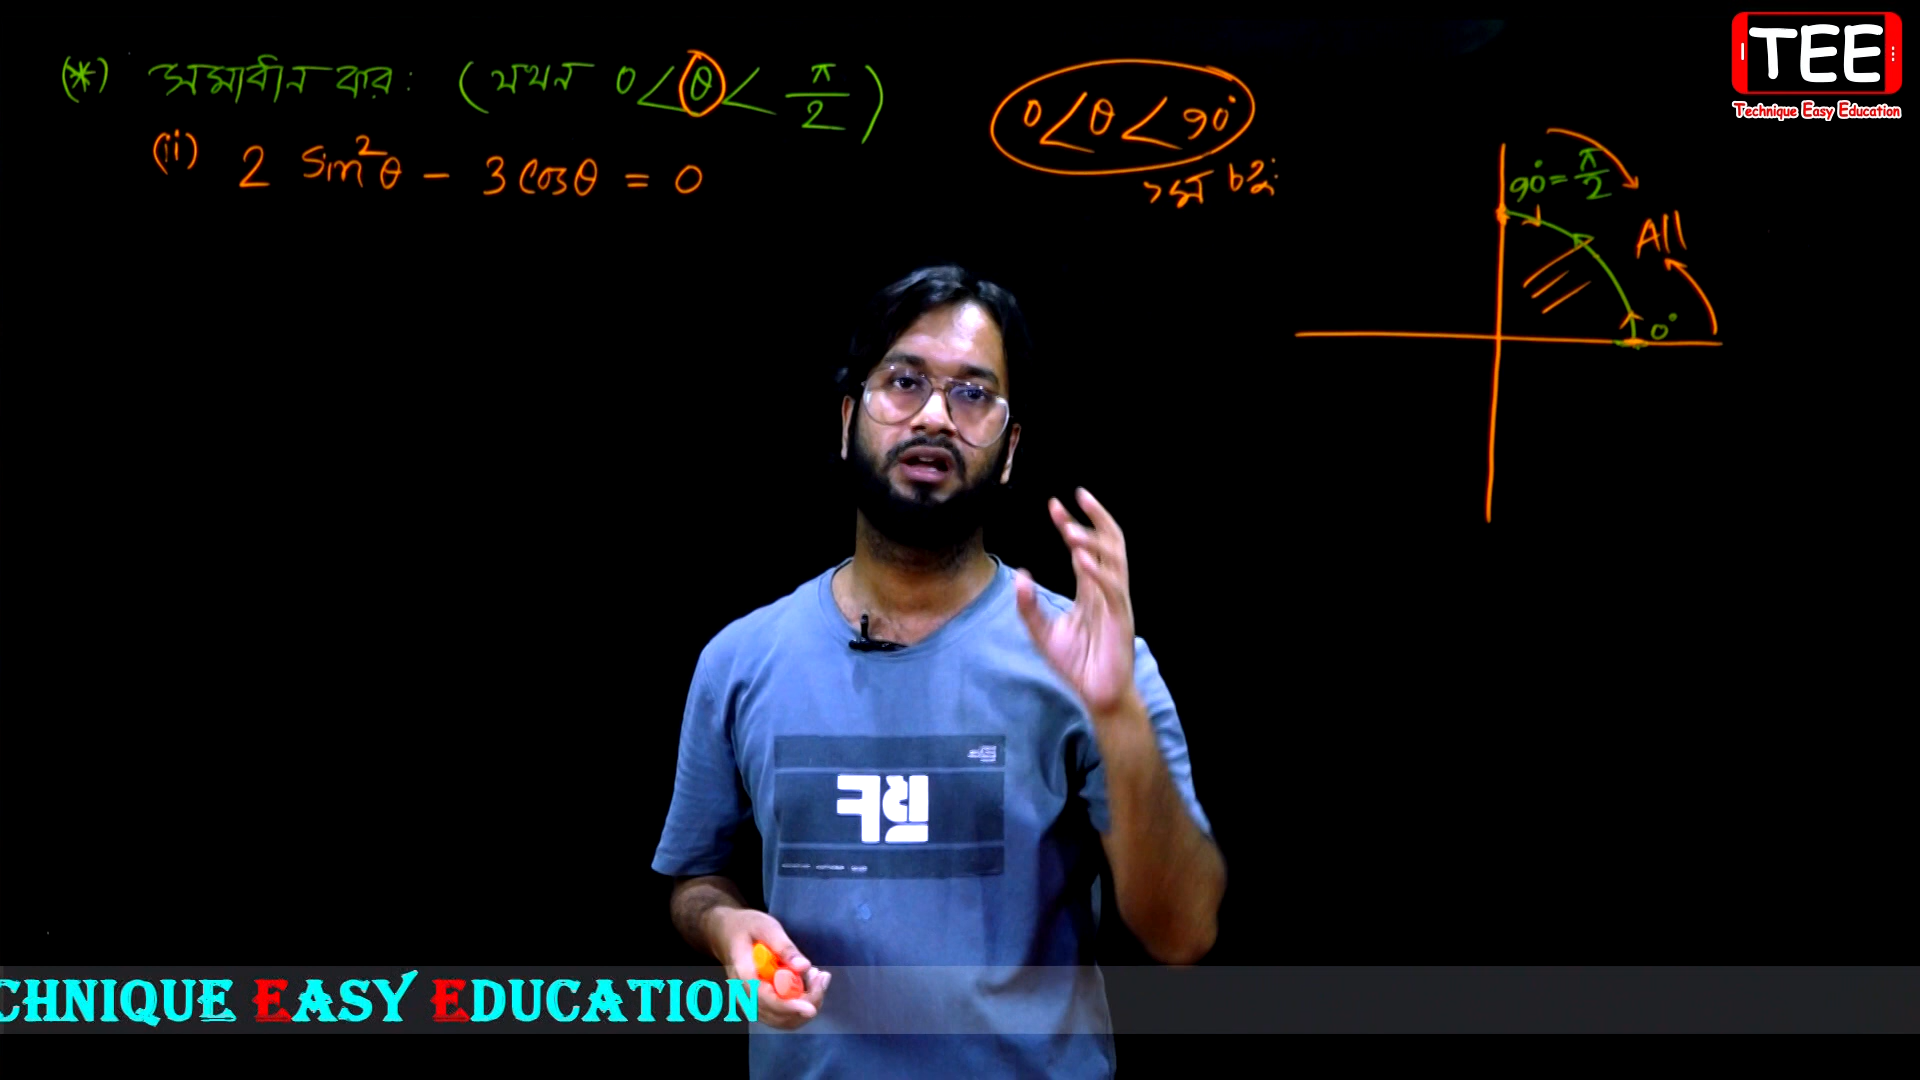 (*) সমাধান কর : (যখন 0 < θ < π/2)
(ii) 2 sin²θ - 3 cosθ = 0
0 < θ < 90°
১ম
90° = π/2
All
0°
TEE
Technique Easy Education
কয়
CHNIQUE EASY EDUCATION